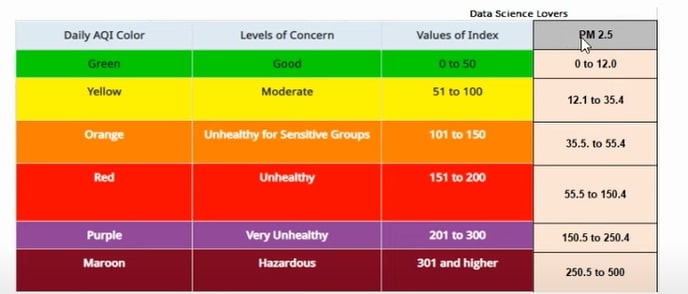 Data Science Lovers
Daily AQI Color Levels of Concern Values of Index PM 2.5
Green Good 0 to 50 0 to 12.0
Yellow Moderate 51 to 100 12.1 to 35.4
Orange Unhealthy for Sensitive Groups 101 to 150 35.5. to 55.4
Red Unhealthy 151 to 200 55.5 to 150.4
Purple Very Unhealthy 201 to 300 150.5 to 250.4
Maroon Hazardous 301 and higher 250.5 to 500